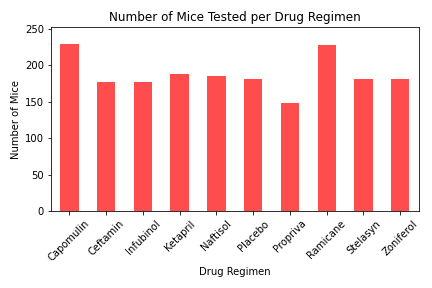 Number of Mice Tested per Drug Regimen
Number of Mice
250
200
150
100
50
0
Capomulin
Ceftamin
Infubinol
Ketapril
Naftisol
Placebo
Propriva
Ramicane
Stelasyn
Zoniferol
Drug Regimen